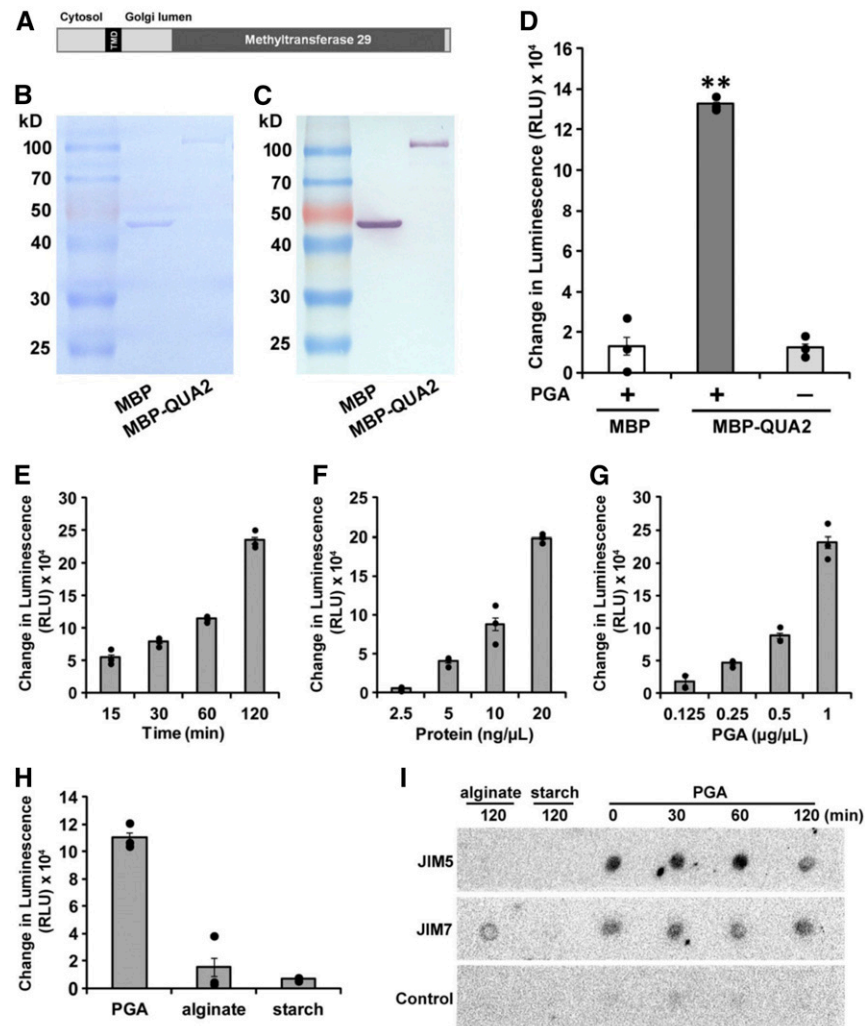 A
Cytosol
Golgi lumen
TMD
Methyltransferase 29
B
kD
100
70
50
40
30
25
MBP
MBP-QUA2
C
kD
100
70
50
40
30
25
MBP
MBP-QUA2
D
Change in Luminescence (RLU) x 10⁴
16
14
12
10
8
6
4
2
0
**
PGA + + −
MBP MBP-QUA2
E
Change in Luminescence
(RLU) x 10⁴
30
25
20
15
10
5
0
15 30 60 120
Time (min)
F
Change in Luminescence
(RLU) x 10⁴
25
20
15
10
5
0
2.5 5 10 20
Protein (ng/µL)
G
Change in Luminescence
(RLU) x 10⁴
30
25
20
15
10
5
0
0.125 0.25 0.5 1
PGA (µg/µL)
H
Change in Luminescence
(RLU) x 10⁴
14
12
10
8
6
4
2
0
PGA alginate starch
I
alginate starch PGA
120 120 0 30 60 120 (min)
JIM5
JIM7
Control